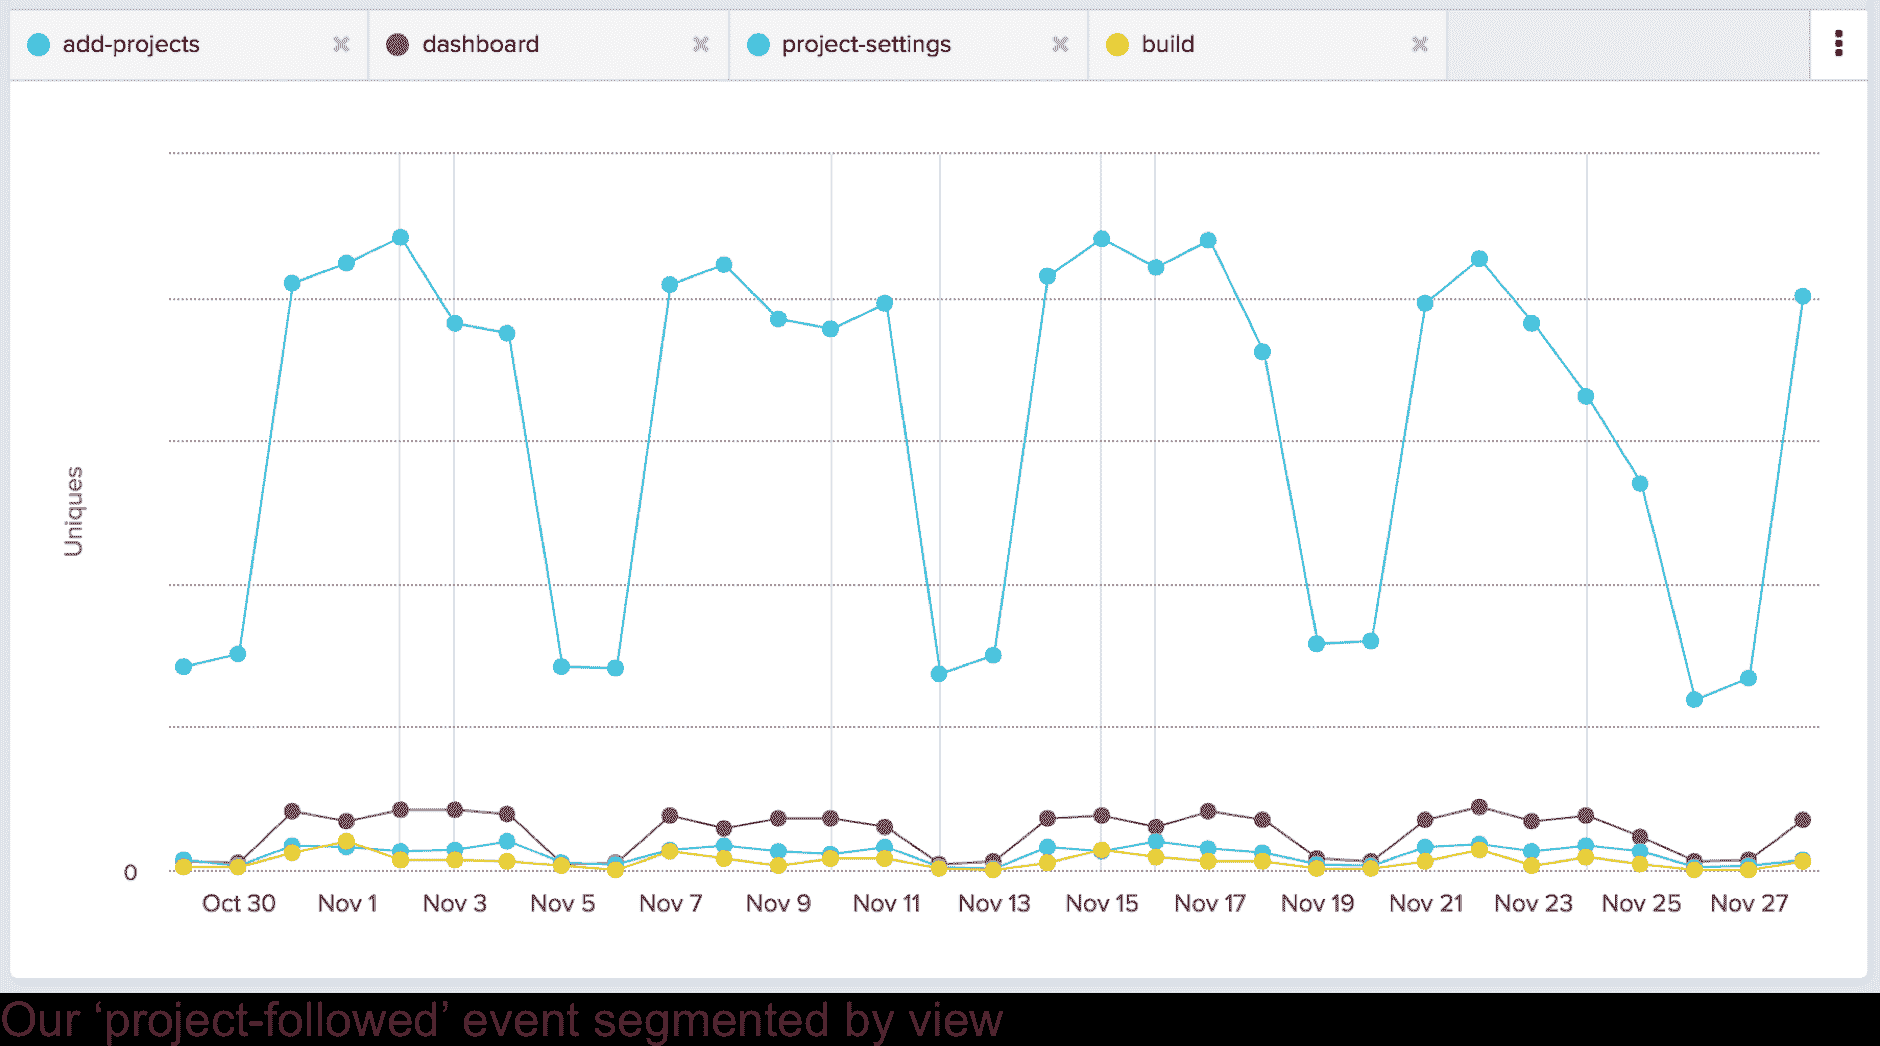 add-projects
dashboard
project-settings
build
Uniques
0
Oct 30
Nov 1
Nov 3
Nov 5
Nov 7
Nov 9
Nov 11
Nov 13
Nov 15
Nov 17
Nov 19
Nov 21
Nov 23
Nov 25
Nov 27
Our ‘project-followed’ event segmented by view